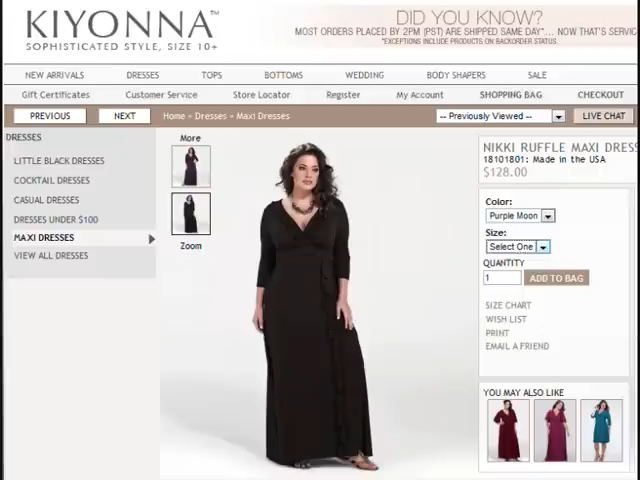 KIYONNA™
SOPHISTICATED STYLE, SIZE 10+
DID YOU KNOW?
MOST ORDERS PLACED BY 2PM (PST) ARE SHIPPED SAME DAY*... NOW THAT'S SERVIC
*EXCEPTIONS INCLUDE PRODUCTS ON BACKORDER STATUS
NEW ARRIVALS DRESSES TOPS BOTTOMS WEDDING BODY SHAPERS SALE
Gift Certificates Customer Service Store Locator Register My Account SHOPPING BAG CHECKOUT
PREVIOUS NEXT Home » Dresses » Maxi Dresses -- Previously Viewed -- LIVE CHAT
DRESSES
LITTLE BLACK DRESSES
COCKTAIL DRESSES
CASUAL DRESSES
DRESSES UNDER $100
MAXI DRESSES
VIEW ALL DRESSES
More
Zoom
NIKKI RUFFLE MAXI DRESS
18101801: Made in the USA
$128.00
Color:
Purple Moon
Size:
Select One
QUANTITY
1 ADD TO BAG
SIZE CHART
WISH LIST
PRINT
EMAIL A FRIEND
YOU MAY ALSO LIKE